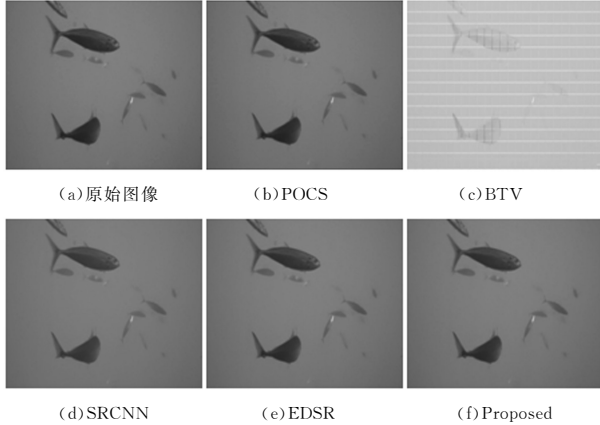 (a)原始图像 (b)POCS (c)BTV
(d)SRCNN (e)EDSR (f)Proposed